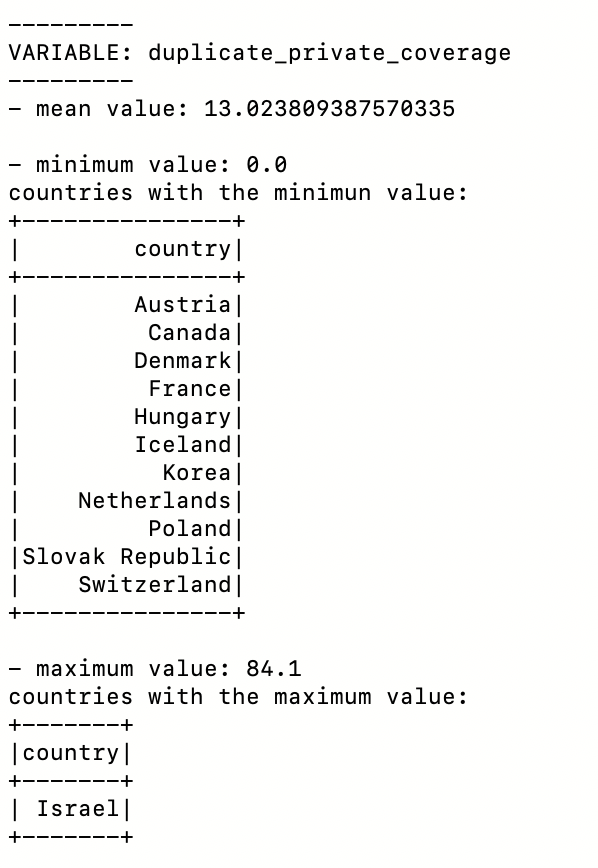 ---------
VARIABLE: duplicate_private_coverage
---------
- mean value: 13.023809387570335

- minimum value: 0.0
countries with the minimun value:
+----------------+
|         country|
+----------------+
|         Austria|
|          Canada|
|         Denmark|
|          France|
|         Hungary|
|         Iceland|
|           Korea|
|     Netherlands|
|          Poland|
|Slovak Republic|
|     Switzerland|
+----------------+

- maximum value: 84.1
countries with the maximum value:
+-------+
|country|
+-------+
| Israel|
+-------+